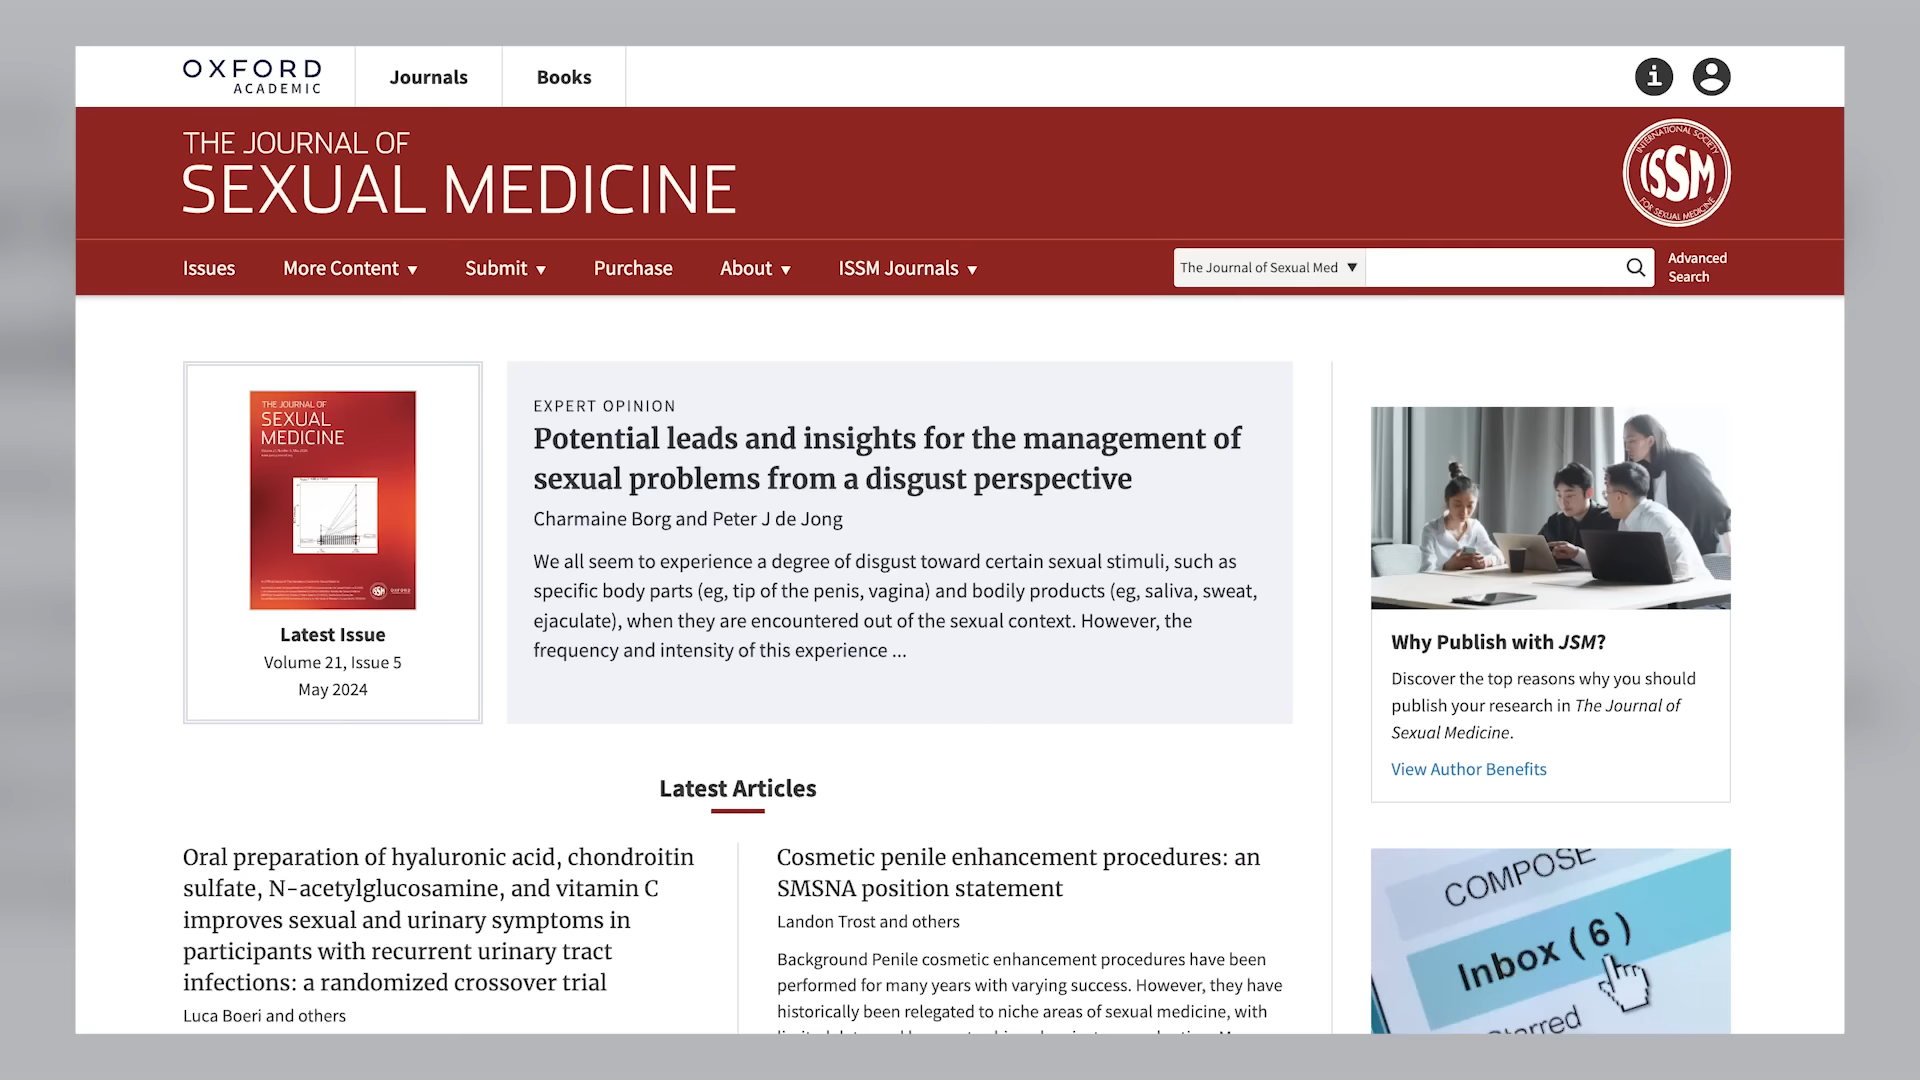 OXFORD
ACADEMIC
Journals
Books
THE JOURNAL OF
SEXUAL MEDICINE
INTERNATIONAL SOCIETY
ISSM
FOR SEXUAL MEDICINE
Issues
More Content
Submit
Purchase
About
ISSM Journals
The Journal of Sexual Med
Advanced
Search
THE JOURNAL OF
SEXUAL
MEDICINE
ISSM
OXFORD
Latest Issue
Volume 21, Issue 5
May 2024
EXPERT OPINION
Potential leads and insights for the management of
sexual problems from a disgust perspective
Charmaine Borg and Peter J de Jong
We all seem to experience a degree of disgust toward certain sexual stimuli, such as
specific body parts (eg, tip of the penis, vagina) and bodily products (eg, saliva, sweat,
ejaculate), when they are encountered out of the sexual context. However, the
frequency and intensity of this experience ...
Why Publish with JSM?
Discover the top reasons why you should
publish your research in The Journal of
Sexual Medicine.
View Author Benefits
Latest Articles
Oral preparation of hyaluronic acid, chondroitin
sulfate, N-acetylglucosamine, and vitamin C
improves sexual and urinary symptoms in
participants with recurrent urinary tract
infections: a randomized crossover trial
Luca Boeri and others
Cosmetic penile enhancement procedures: an
SMSNA position statement
Landon Trost and others
Background Penile cosmetic enhancement procedures have been
performed for many years with varying success. However, they have
historically been relegated to niche areas of sexual medicine, with
COMPOSE
Inbox ( 6 )
Starred